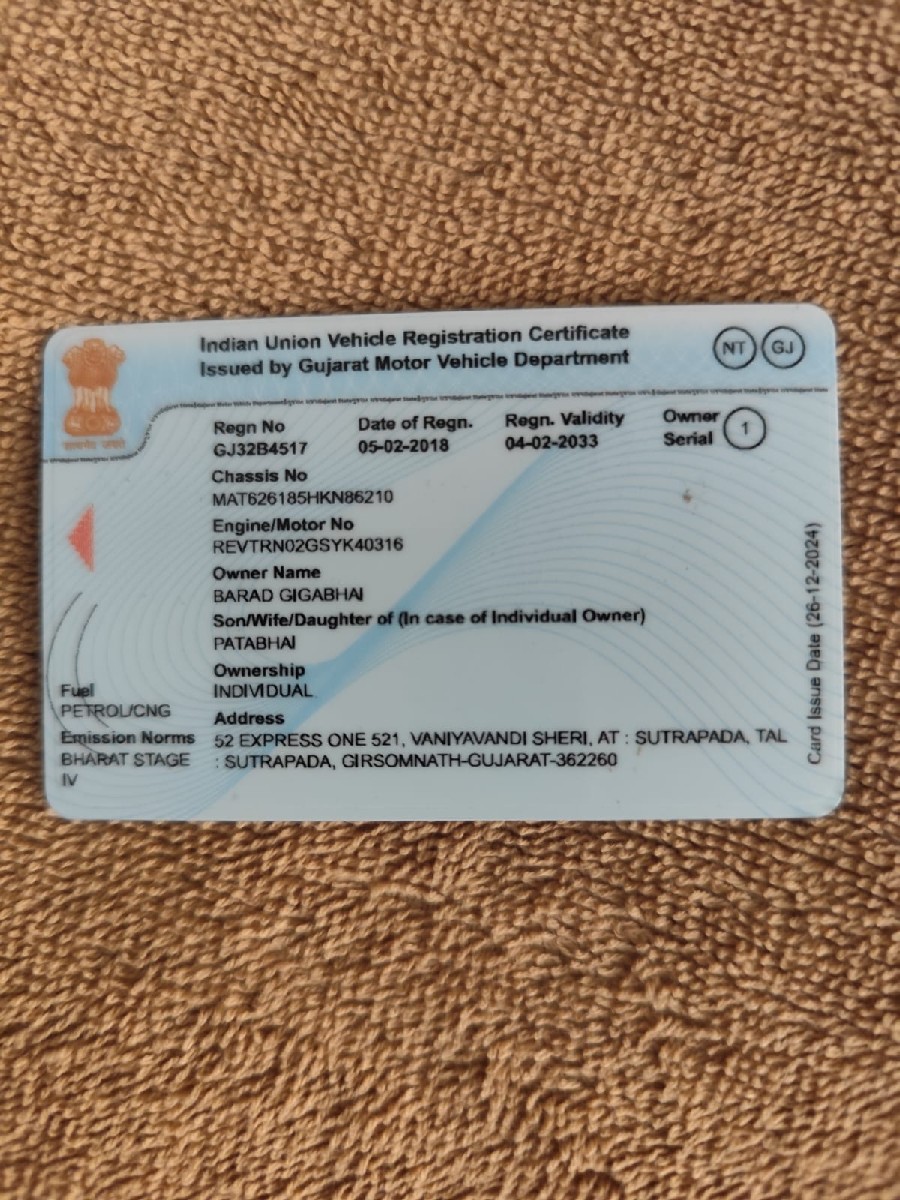 Indian Union Vehicle Registration Certificate
Issued by Gujarat Motor Vehicle Department
NT GJ
Regn No Date of Regn. Regn. Validity Owner Serial 1
GJ32B4517 05-02-2018 04-02-2033
Chassis No
MAT626185HKN86210
Engine/Motor No
REVTRN02GSYK40316
Owner Name
BARAD GIGABHAI
Son/Wife/Daughter of (In case of Individual Owner)
PATABHAI
Ownership
INDIVIDUAL
Address
52 EXPRESS ONE 521, VANIYAVANDI SHERI, AT : SUTRAPADA, TAL
: SUTRAPADA, GIRSOMNATH-GUJARAT-362260
Fuel
PETROL/CNG
Emission Norms
BHARAT STAGE
IV
Card Issue Date (26-12-2024)